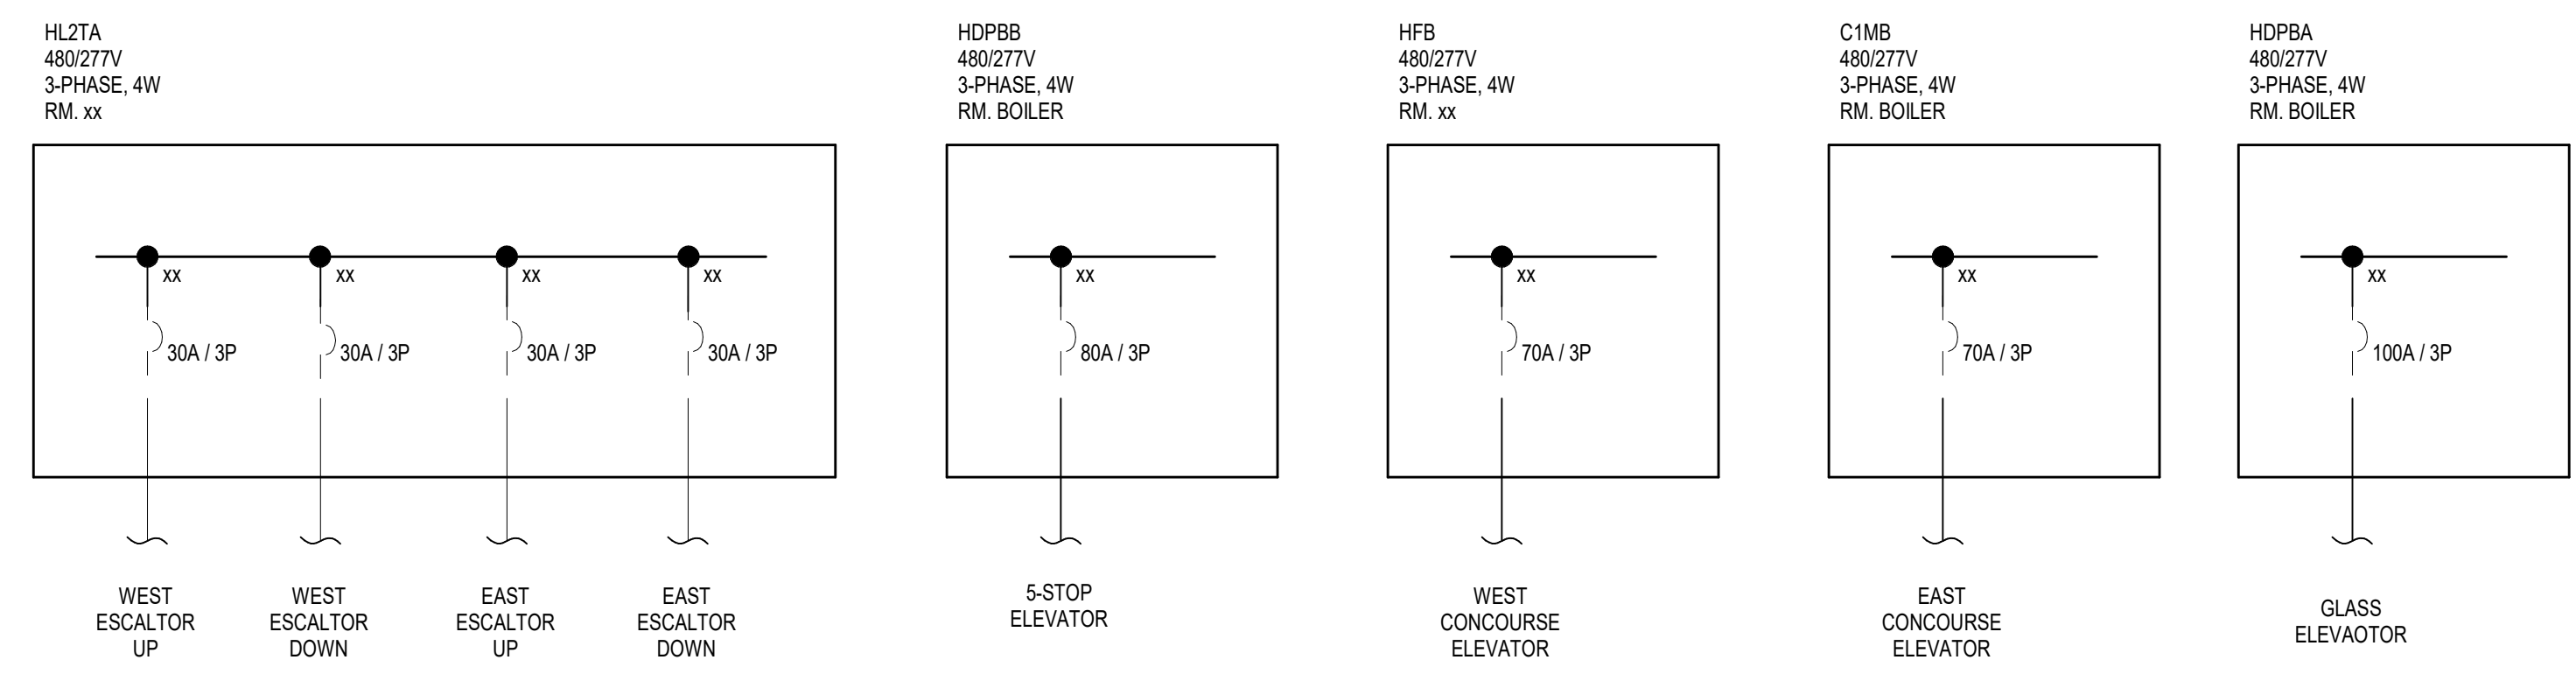 HL2TA
480/277V
3-PHASE, 4W
RM. xx
HDPBB
480/277V
3-PHASE, 4W
RM. BOILER
HFB
480/277V
3-PHASE, 4W
RM. xx
C1MB
480/277V
3-PHASE, 4W
RM. BOILER
HDPBA
480/277V
3-PHASE, 4W
RM. BOILER
xx
30A / 3P
xx
30A / 3P
xx
30A / 3P
xx
30A / 3P
xx
80A / 3P
xx
70A / 3P
xx
70A / 3P
xx
100A / 3P
WEST
ESCALTOR
UP
WEST
ESCALTOR
DOWN
EAST
ESCALTOR
UP
EAST
ESCALTOR
DOWN
5-STOP
ELEVATOR
WEST
CONCOURSE
ELEVATOR
EAST
CONCOURSE
ELEVATOR
GLASS
ELEVAOTOR